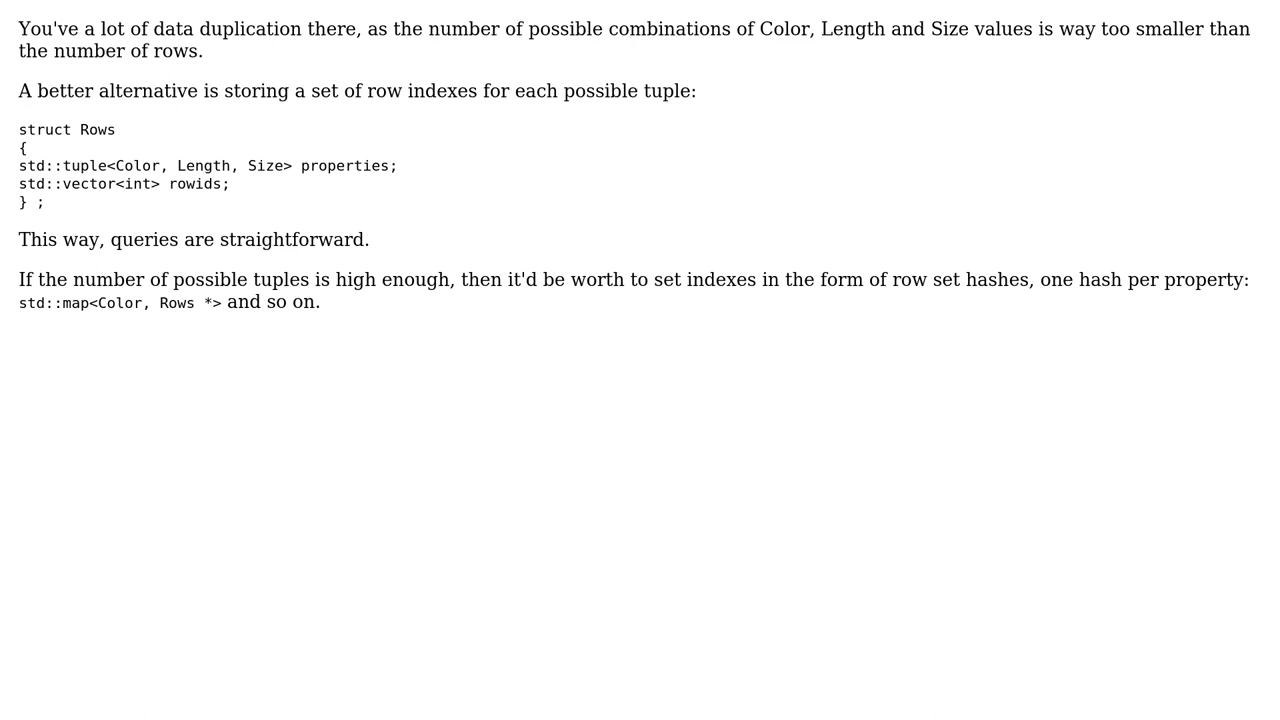 You've a lot of data duplication there, as the number of possible combinations of Color, Length and Size values is way too smaller than
the number of rows.
A better alternative is storing a set of row indexes for each possible tuple:
struct Rows
{
std::tuple<Color, Length, Size> properties;
std::vector<int> rowids;
} ;
This way, queries are straightforward.
If the number of possible tuples is high enough, then it'd be worth to set indexes in the form of row set hashes, one hash per property:
std::map<Color, Rows *> and so on.